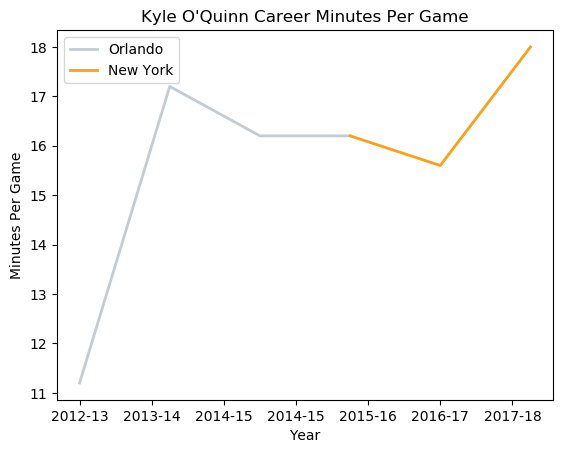 Kyle O'Quinn Career Minutes Per Game
Orlando
New York
18
17
16
15
14
13
12
11
Minutes Per Game
2012-13 2013-14 2014-15 2014-15 2015-16 2016-17 2017-18
Year